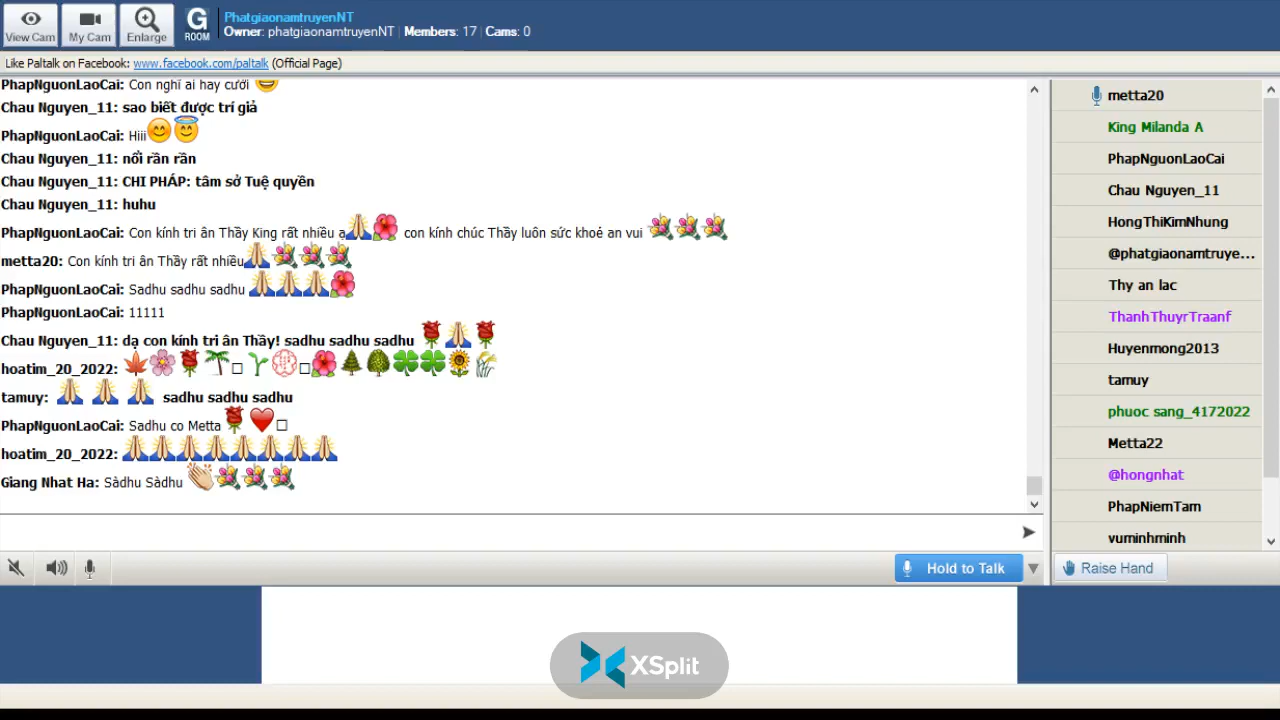 View Cam
My Cam
Enlarge
G
ROOM
PhatgiaonamtruyenNT
Owner: phatgiaonamtruyenNT | Members: 17 | Cams: 0
Like Paltalk on Facebook: www.facebook.com/paltalk (Official Page)
PhapNguonLaoCai: Con nghĩ ai hay cười
Chau Nguyen_11: sao biết được trí giả
PhapNguonLaoCai: Hiii
Chau Nguyen_11: nổi rần rần
Chau Nguyen_11: CHI PHÁP: tâm sở Tuệ quyền
Chau Nguyen_11: huhu
PhapNguonLaoCai: Con kính tri ân Thầy King rất nhiều ạ con kính chúc Thầy luôn sức khoẻ an vui
metta20: Con kính tri ân Thầy rất nhiều
PhapNguonLaoCai: Sadhu sadhu sadhu
PhapNguonLaoCai: 11111
Chau Nguyen_11: dạ con kính tri ân Thầy! sadhu sadhu sadhu
hoatim_20_2022:
tamuy: sadhu sadhu sadhu
PhapNguonLaoCai: Sadhu co Metta
hoatim_20_2022:
Giang Nhat Ha: Sàdhu Sàdhu
metta20
King Milanda A
PhapNguonLaoCai
Chau Nguyen_11
HongThiKimNhung
@phatgiaonamtruye...
Thy an lac
ThanhThuyrTraanf
Huyenmong2013
tamuy
phuoc sang_4172022
Metta22
@hongnhat
PhapNiemTam
vuminhminh
Hold to Talk
Raise Hand
XSplit